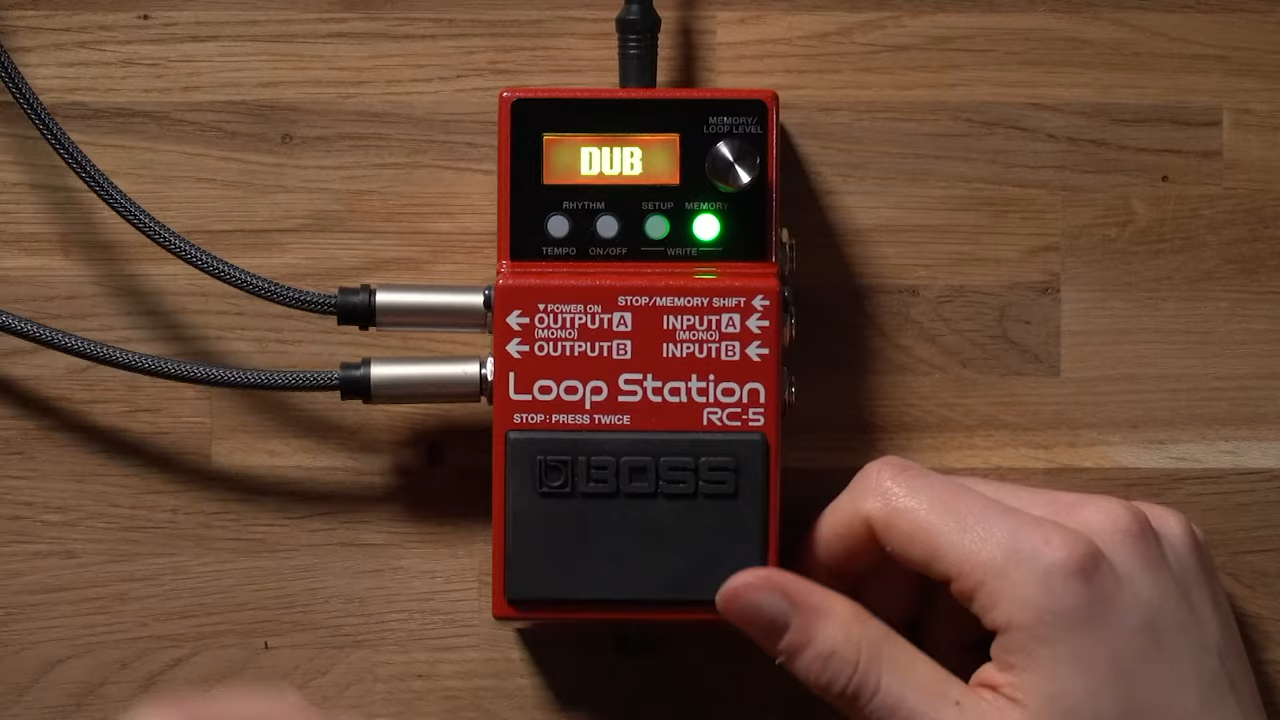 MEMORY/
LOOP LEVEL
DUB
RHYTHM SETUP MEMORY
TEMPO ON/OFF WRITE
STOP/MEMORY SHIFT
▼POWER ON
OUTPUT A INPUT A
(MONO) (MONO)
OUTPUT B INPUT B
Loop Station
STOP: PRESS TWICE RC-5
BOSS